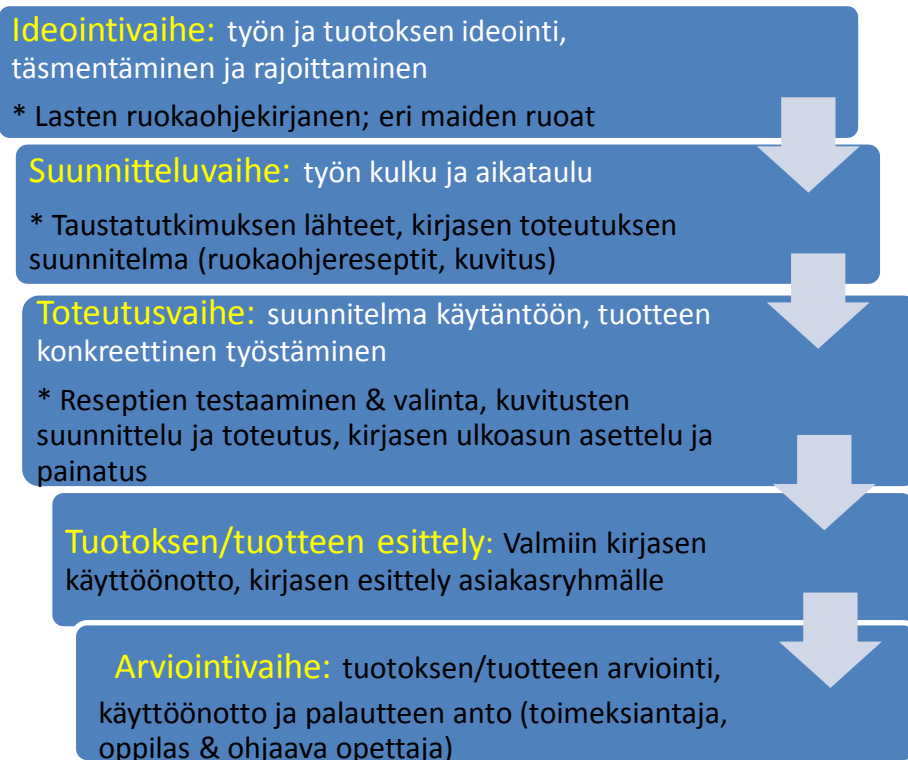 Ideointivaihe: työn ja tuotoksen ideointi,
täsmentäminen ja rajoittaminen
* Lasten ruokaohjekirjanen; eri maiden ruoat
Suunnitteluvaihe: työn kulku ja aikataulu
* Taustatutkimuksen lähteet, kirjasen toteutuksen
suunnitelma (ruokaohjereseptit, kuvitus)
Toteutusvaihe: suunnitelma käytäntöön, tuotteen
konkreettinen työstäminen
* Reseptien testaaminen & valinta, kuvitusten
suunnittelu ja toteutus, kirjasen ulkoasun asettelu ja
painatus
Tuotoksen/tuotteen esittely: Valmiin kirjasen
käyttöönotto, kirjasen esittely asiakasryhmälle
Arviointivaihe: tuotoksen/tuotteen arviointi,
käyttöönotto ja palautteen anto (toimeksiantaja,
oppilas & ohjaava opettaja)